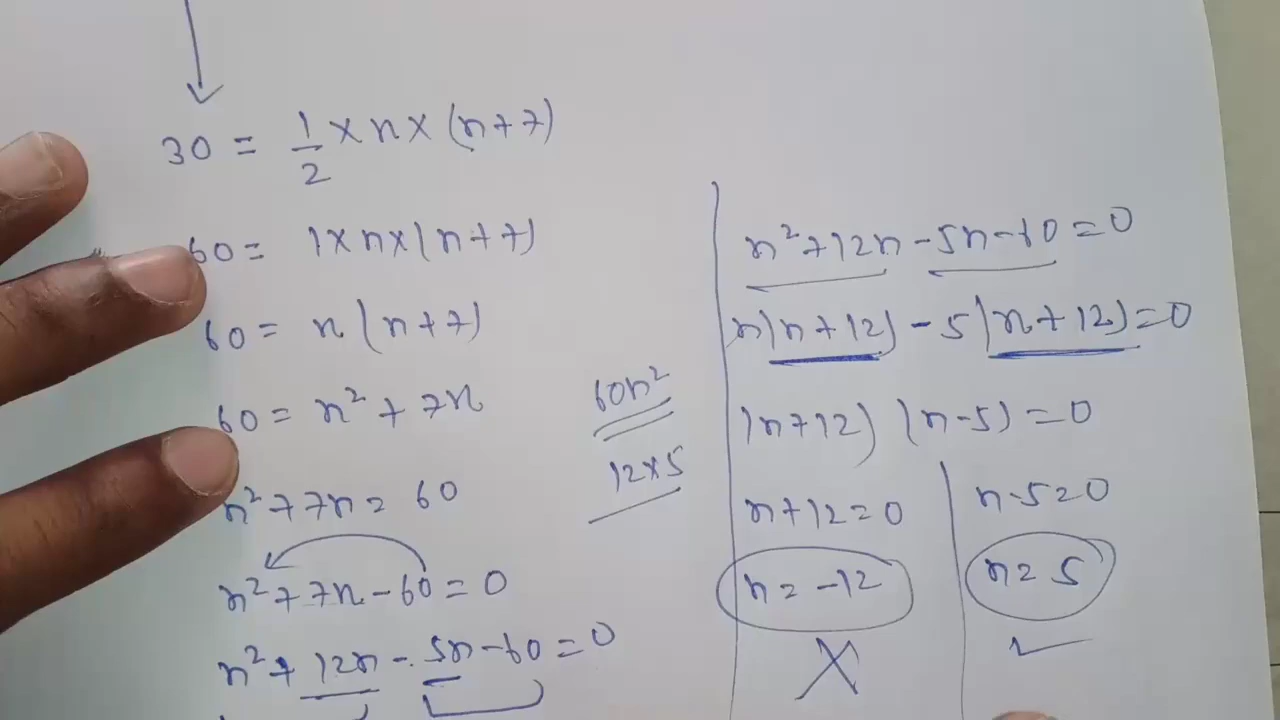 30 = 1/2 × n × (n+7)
60 = 1 × n × (n+7)
60 = n (n+7)
60 = n² + 7n
n² + 7n = 60
n² + 7n - 60 = 0
n² + 12n - 5n - 60 = 0
60n²
12×5
n² + 12n - 5n - 60 = 0
n(n+12) - 5(n+12) = 0
(n+12) (n-5) = 0
n+12=0
n = -12
n-5=0
n = 5